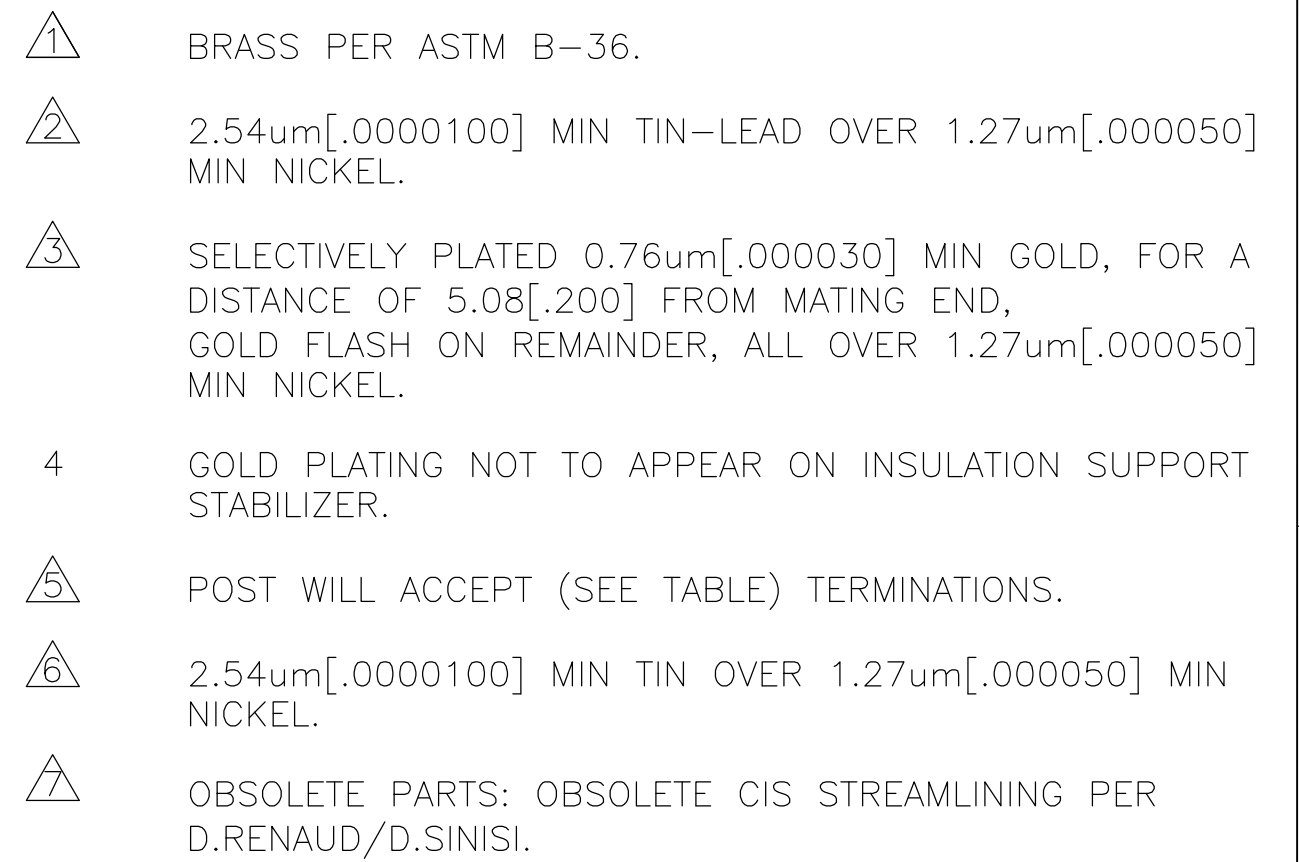 1 BRASS PER ASTM B-36.
2 2.54um[.0000100] MIN TIN-LEAD OVER 1.27um[.000050]
MIN NICKEL.
3 SELECTIVELY PLATED 0.76um[.000030] MIN GOLD, FOR A
DISTANCE OF 5.08[.200] FROM MATING END,
GOLD FLASH ON REMAINDER, ALL OVER 1.27um[.000050]
MIN NICKEL.
4 GOLD PLATING NOT TO APPEAR ON INSULATION SUPPORT
STABILIZER.
5 POST WILL ACCEPT (SEE TABLE) TERMINATIONS.
6 2.54um[.0000100] MIN TIN OVER 1.27um[.000050] MIN
NICKEL.
7 OBSOLETE PARTS: OBSOLETE CIS STREAMLINING PER
D.RENAUD/D.SINISI.